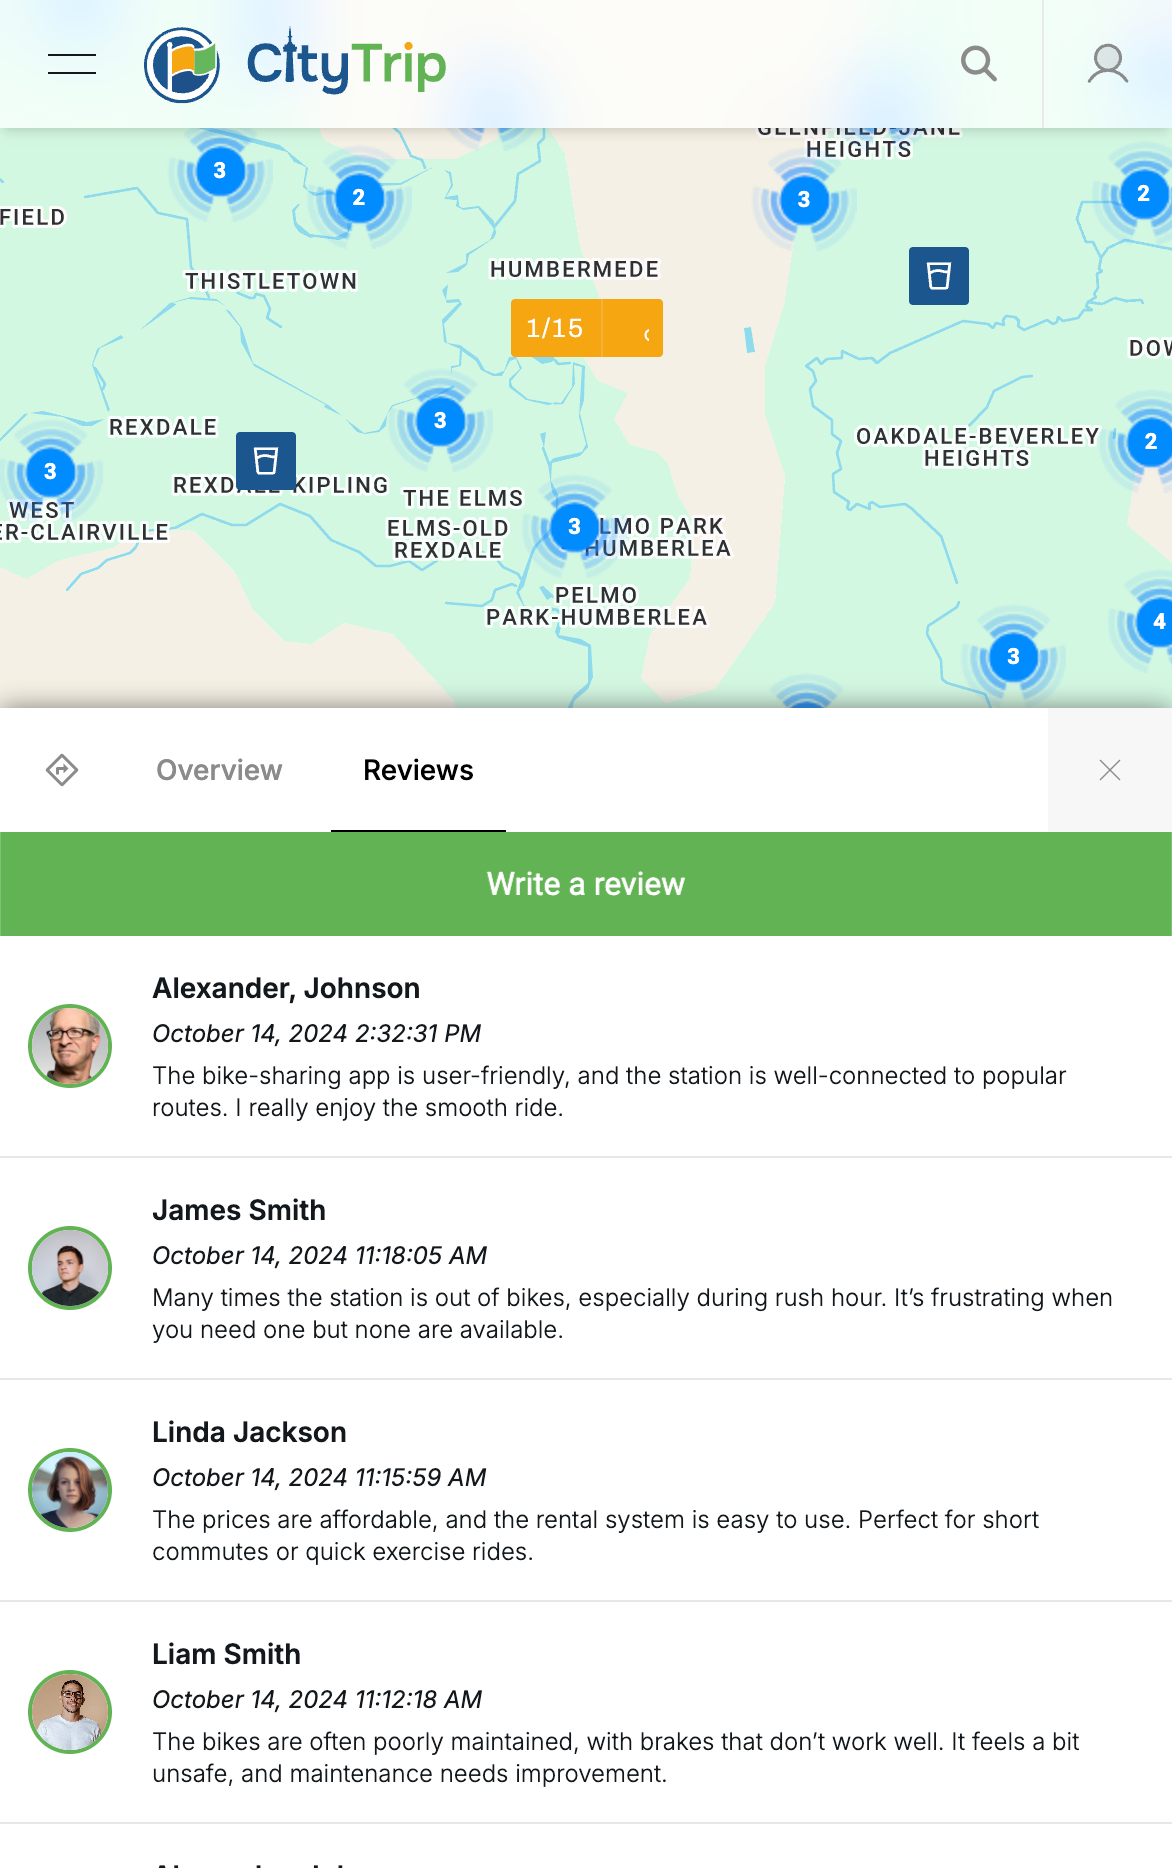 CityTrip
GLENFIELD-JANE
HEIGHTS
3
2
3
2
FIELD
THISTLETOWN
HUMBERMEDE
1/15
DOW
REXDALE
3
OAKDALE-BEVERLEY
HEIGHTS
2
3
REXDALE-KIPLING
THE ELMS
WEST
ER-CLAIRVILLE
ELMS-OLD
REXDALE
3
LMO PARK
HUMBERLEA
PELMO
PARK-HUMBERLEA
4
3
Overview
Reviews
Write a review
Alexander, Johnson
October 14, 2024 2:32:31 PM
The bike-sharing app is user-friendly, and the station is well-connected to popular
routes. I really enjoy the smooth ride.
James Smith
October 14, 2024 11:18:05 AM
Many times the station is out of bikes, especially during rush hour. It’s frustrating when
you need one but none are available.
Linda Jackson
October 14, 2024 11:15:59 AM
The prices are affordable, and the rental system is easy to use. Perfect for short
commutes or quick exercise rides.
Liam Smith
October 14, 2024 11:12:18 AM
The bikes are often poorly maintained, with brakes that don’t work well. It feels a bit
unsafe, and maintenance needs improvement.